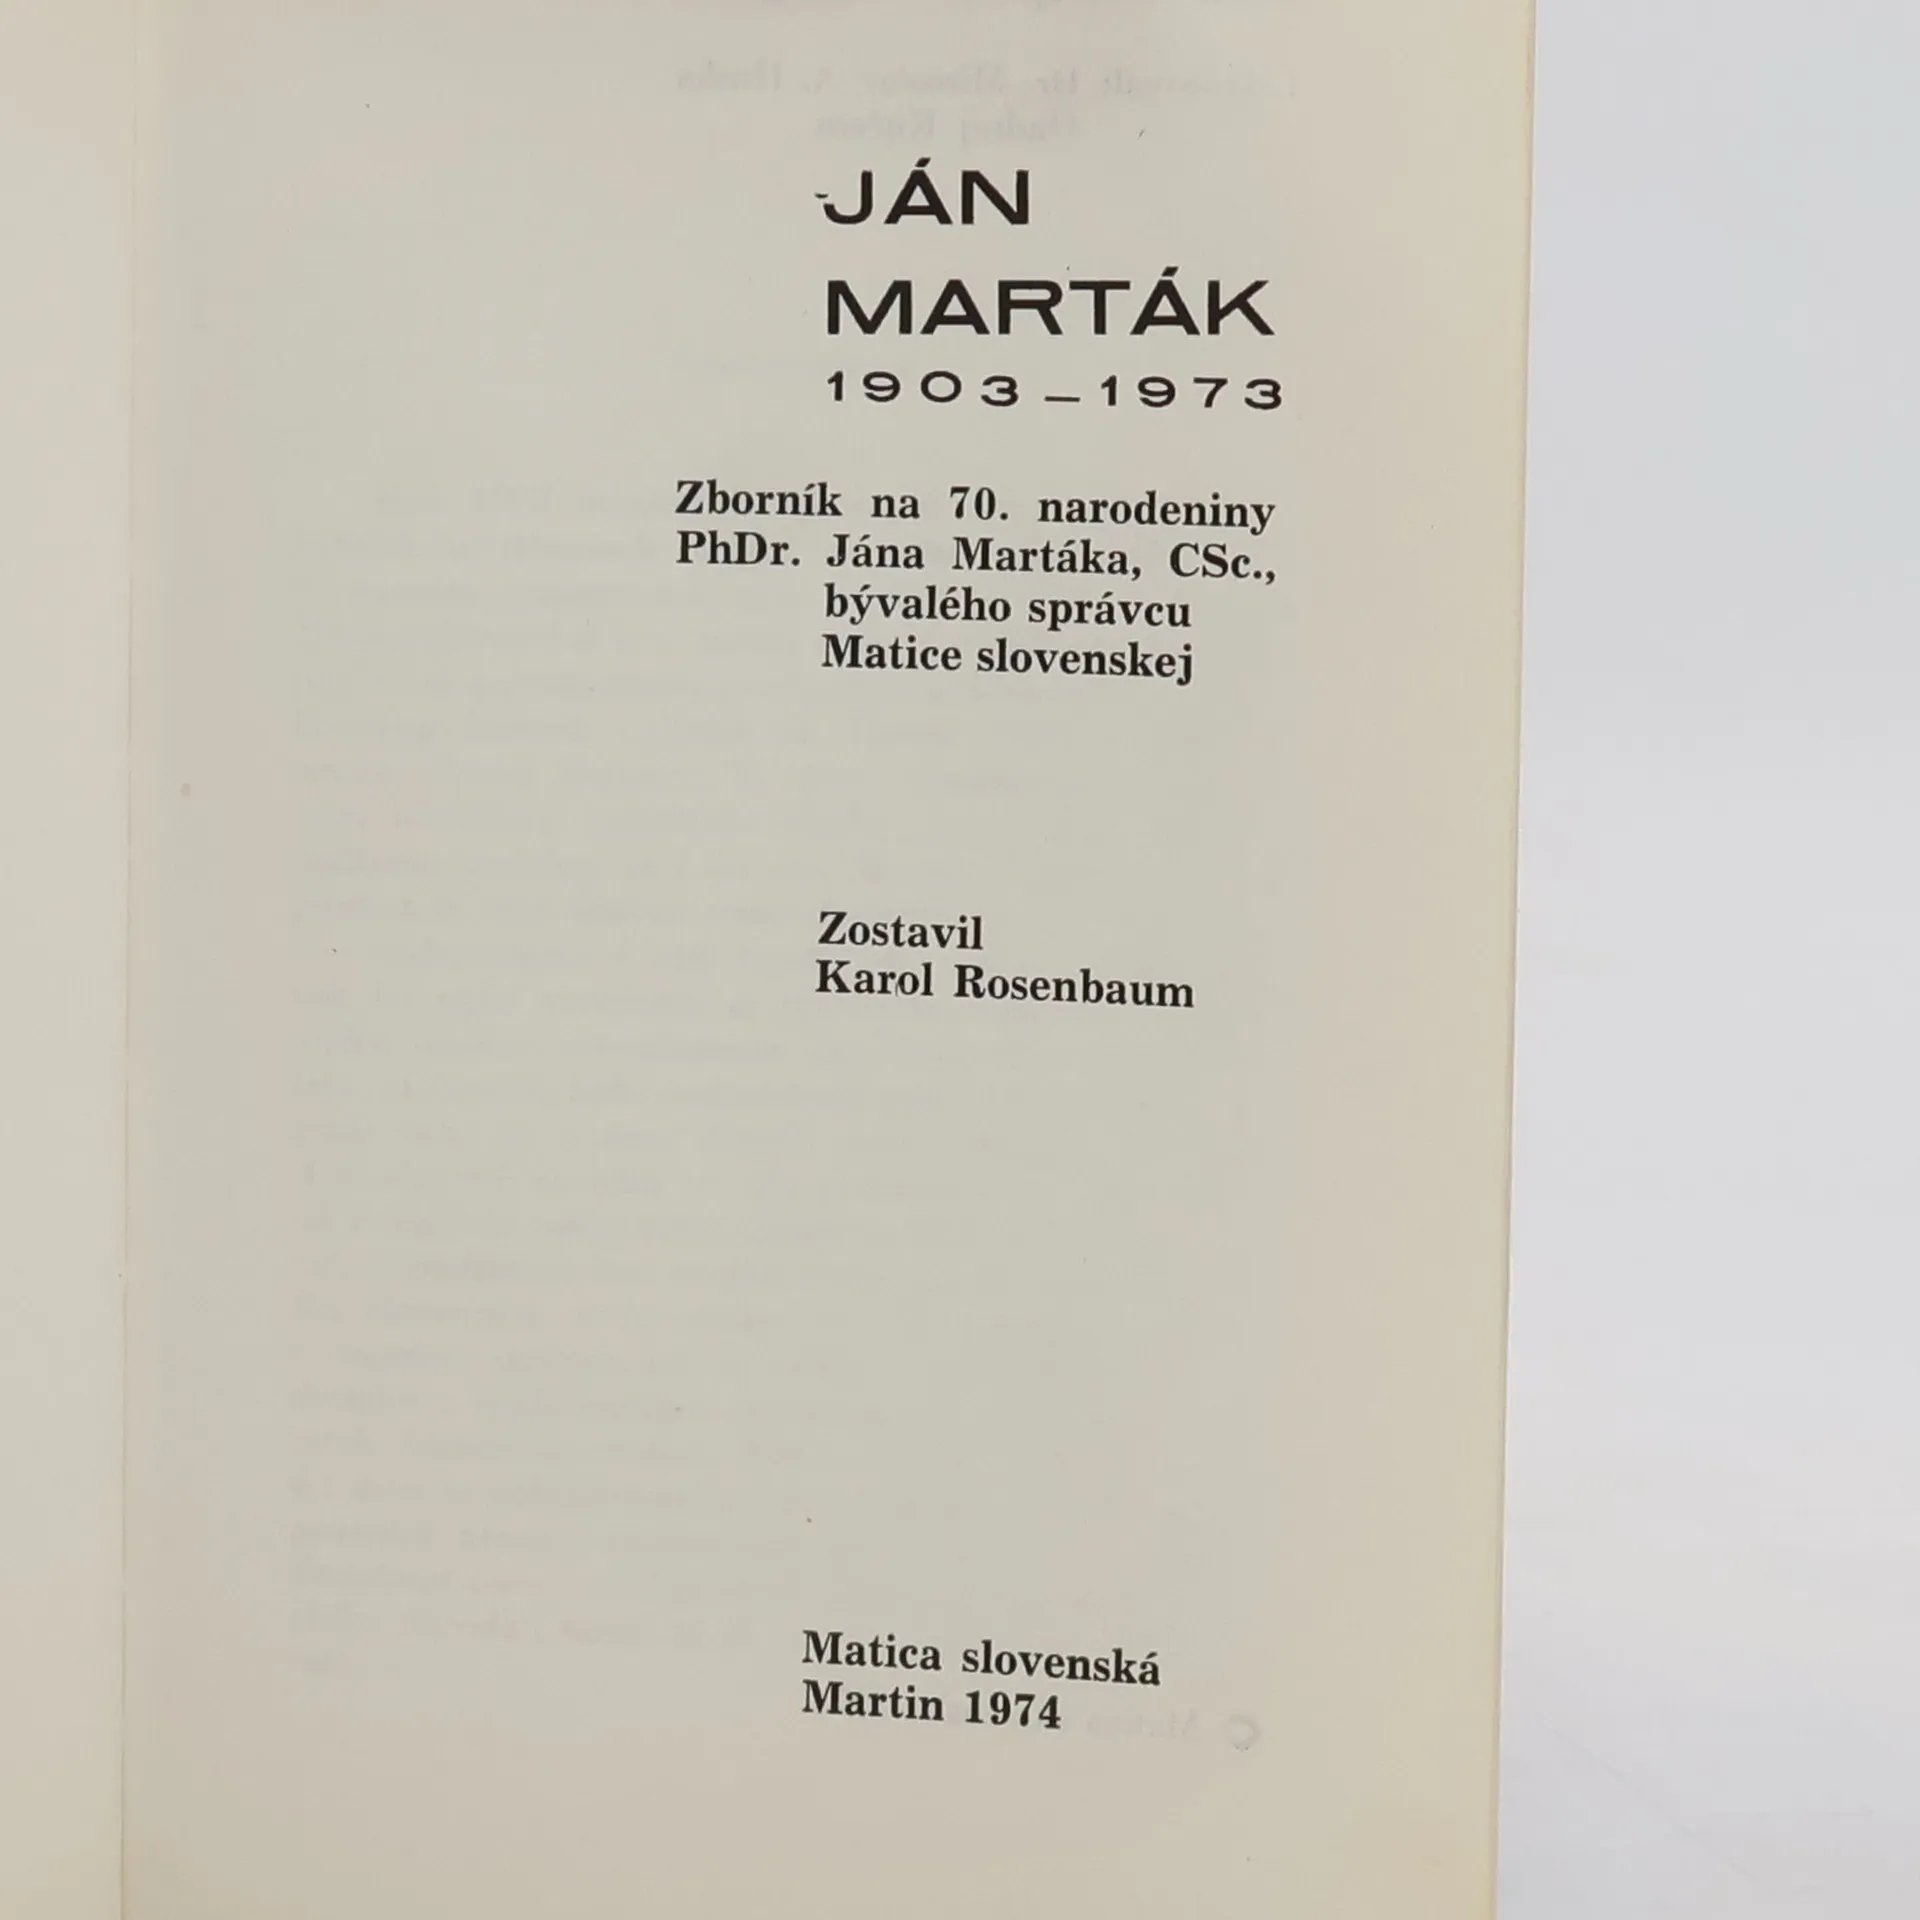 JÁN
MARTÁK
1903–1973
Zborník na 70. narodeniny
PhDr. Jána Martáka, CSc.,
bývalého správcu
Matice slovenskej
Zostavil
Karol Rosenbaum
Matica slovenská
Martin 1974